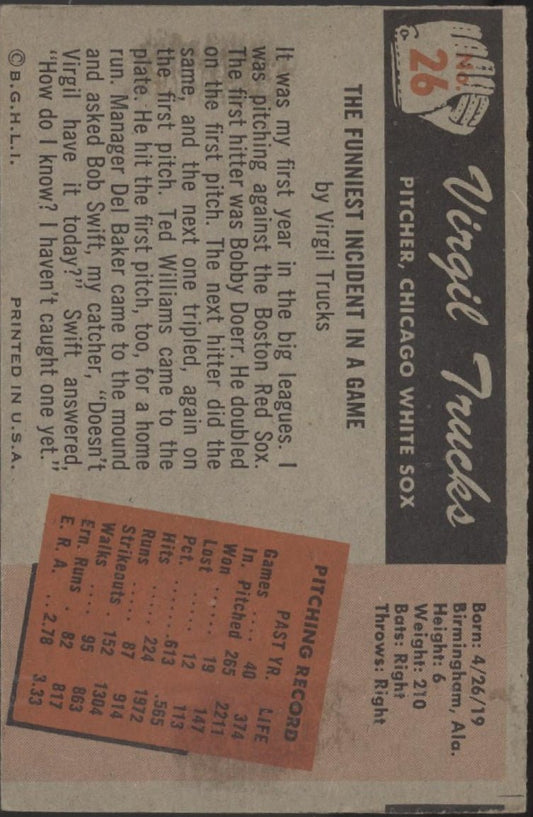 No.
26
Virgil Trucks
PITCHER, CHICAGO WHITE SOX
Born: 4/26/19
Birmingham, Ala.
Height: 6
Weight: 210
Bats: Right
Throws: Right
THE FUNNIEST INCIDENT IN A GAME
by Virgil Trucks
It was my first year in the big leagues. I
was pitching against the Boston Red Sox.
The first hitter was Bobby Doerr. He doubled
on the first pitch. The next hitter did the
same, and the next one tripled, again on
the first pitch. Ted Williams came to the
plate. He hit the first pitch, too, for a home
run. Manager Del Baker came to the mound
and asked Bob Swift, my catcher, “Doesn't
Virgil have it today?” Swift answered,
“How do I know? I haven't caught one yet.”
PITCHING RECORD
PAST YR. LIFE
Games .... 40 374
In. Pitched 265 2211
Won ...... 19 147
Lost ...... 12 113
Pct. ...... .613 .565
Hits ...... 224 1972
Runs ...... 87 914
Strikeouts . 152 1304
Walks .... 95 863
Ern. Runs . 82 817
E. R. A. .. 2.78 3.33
© B.G.H.L.I. PRINTED IN U.S.A.